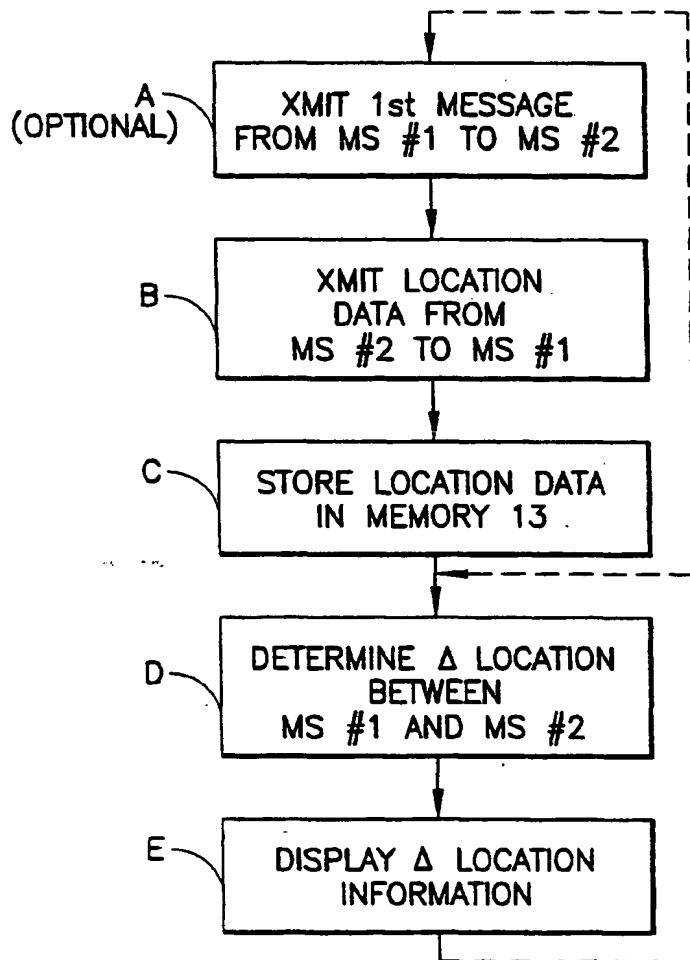 A
(OPTIONAL)
XMIT 1st MESSAGE
FROM MS #1 TO MS #2
B
XMIT LOCATION
DATA FROM
MS #2 TO MS #1
C
STORE LOCATION DATA
IN MEMORY 13
D
DETERMINE Δ LOCATION
BETWEEN
MS #1 AND MS #2
E
DISPLAY Δ LOCATION
INFORMATION